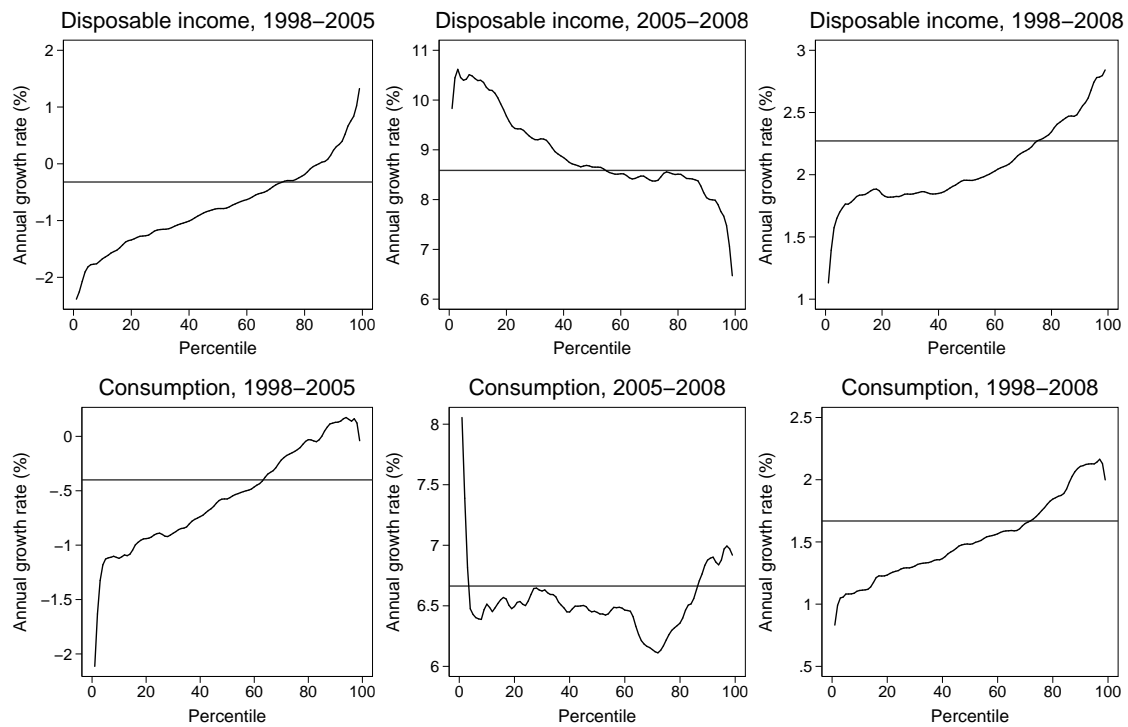 Disposable income, 1998−2005
Annual growth rate (%)
2
1
0
−1
−2
0 20 40 60 80 100
Percentile
Disposable income, 2005−2008
Annual growth rate (%)
11
10
9
8
7
6
0 20 40 60 80 100
Percentile
Disposable income, 1998−2008
Annual growth rate (%)
3
2.5
2
1.5
1
0 20 40 60 80 100
Percentile
Consumption, 1998−2005
Annual growth rate (%)
0
−.5
−1
−1.5
−2
0 20 40 60 80 100
Percentile
Consumption, 2005−2008
Annual growth rate (%)
8
7.5
7
6.5
6
0 20 40 60 80 100
Percentile
Consumption, 1998−2008
Annual growth rate (%)
2.5
2
1.5
1
.5
0 20 40 60 80 100
Percentile